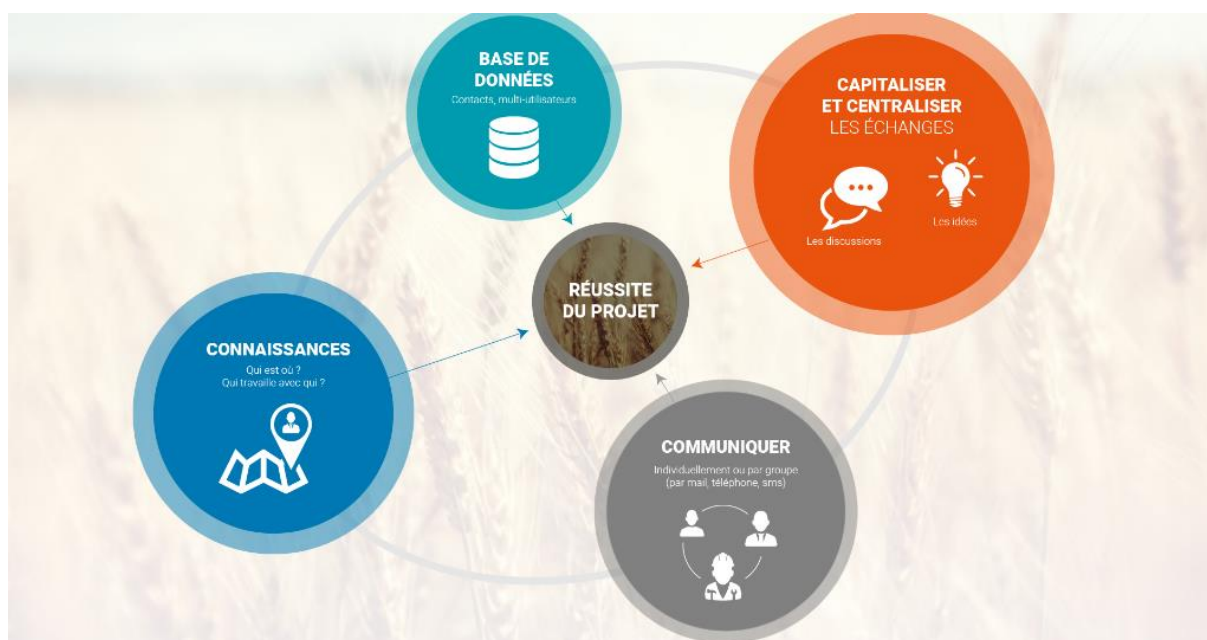 BASE DE
DONNÉES
Contacts, multi-utilisateurs
CAPITALISER
ET CENTRALISER
LES ÉCHANGES
Les discussions
Les idées
RÉUSSITE
DU PROJET
CONNAISSANCES
Qui est où ?
Qui travaille avec qui ?
COMMUNIQUER
Individuellement ou par groupe
(par mail, téléphone, sms)